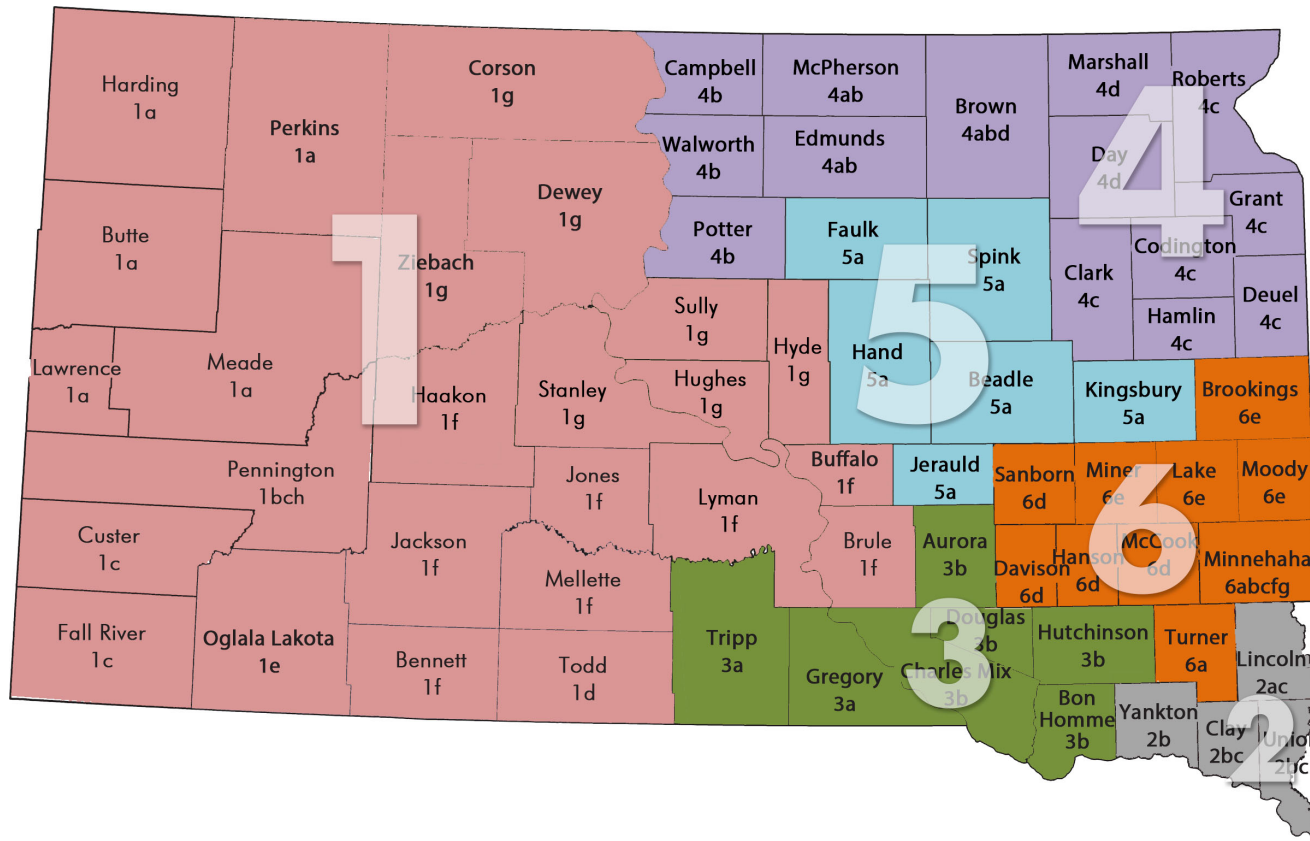 Harding
1a
Perkins
1a
Corson
1g
Campbell
4b
McPherson
4ab
Brown
4abd
Marshall
4d
Roberts
4c
Walworth
4b
Edmunds
4ab
Day
4d
4
Dewey
1g
Butte
1a
Ziebach
1g
1
Potter
4b
Faulk
5a
Spink
5a
Clark
4c
Codington
4c
Grant
4c
Hamlin
4c
Deuel
4c
Lawrence
1a
Meade
1a
Haakon
1f
Stanley
1g
Sully
1g
Hughes
1g
Hyde
1g
Hand
5a
5
Beadle
5a
Kingsbury
5a
Brookings
6e
Pennington
1bch
Custer
1c
Fall River
1c
Oglala Lakota
1e
Jackson
1f
Bennett
1f
Jones
1f
Mellette
1f
Todd
1d
Lyman
1f
Buffalo
1f
Brule
1f
Jerauld
5a
Sanborn
6d
Miner
6e
Lake
6e
Moody
6e
6
Aurora
3b
Davison
6d
Hanson
6d
McCook
6d
Minnehaha
6abcfg
Tripp
3a
Gregory
3a
Douglas
3b
Charles Mix
3b
3
Hutchinson
3b
Bon
Homme
3b
Turner
6a
Lincoln
2ac
Yankton
2b
Clay
2bc
Union
2bc
2